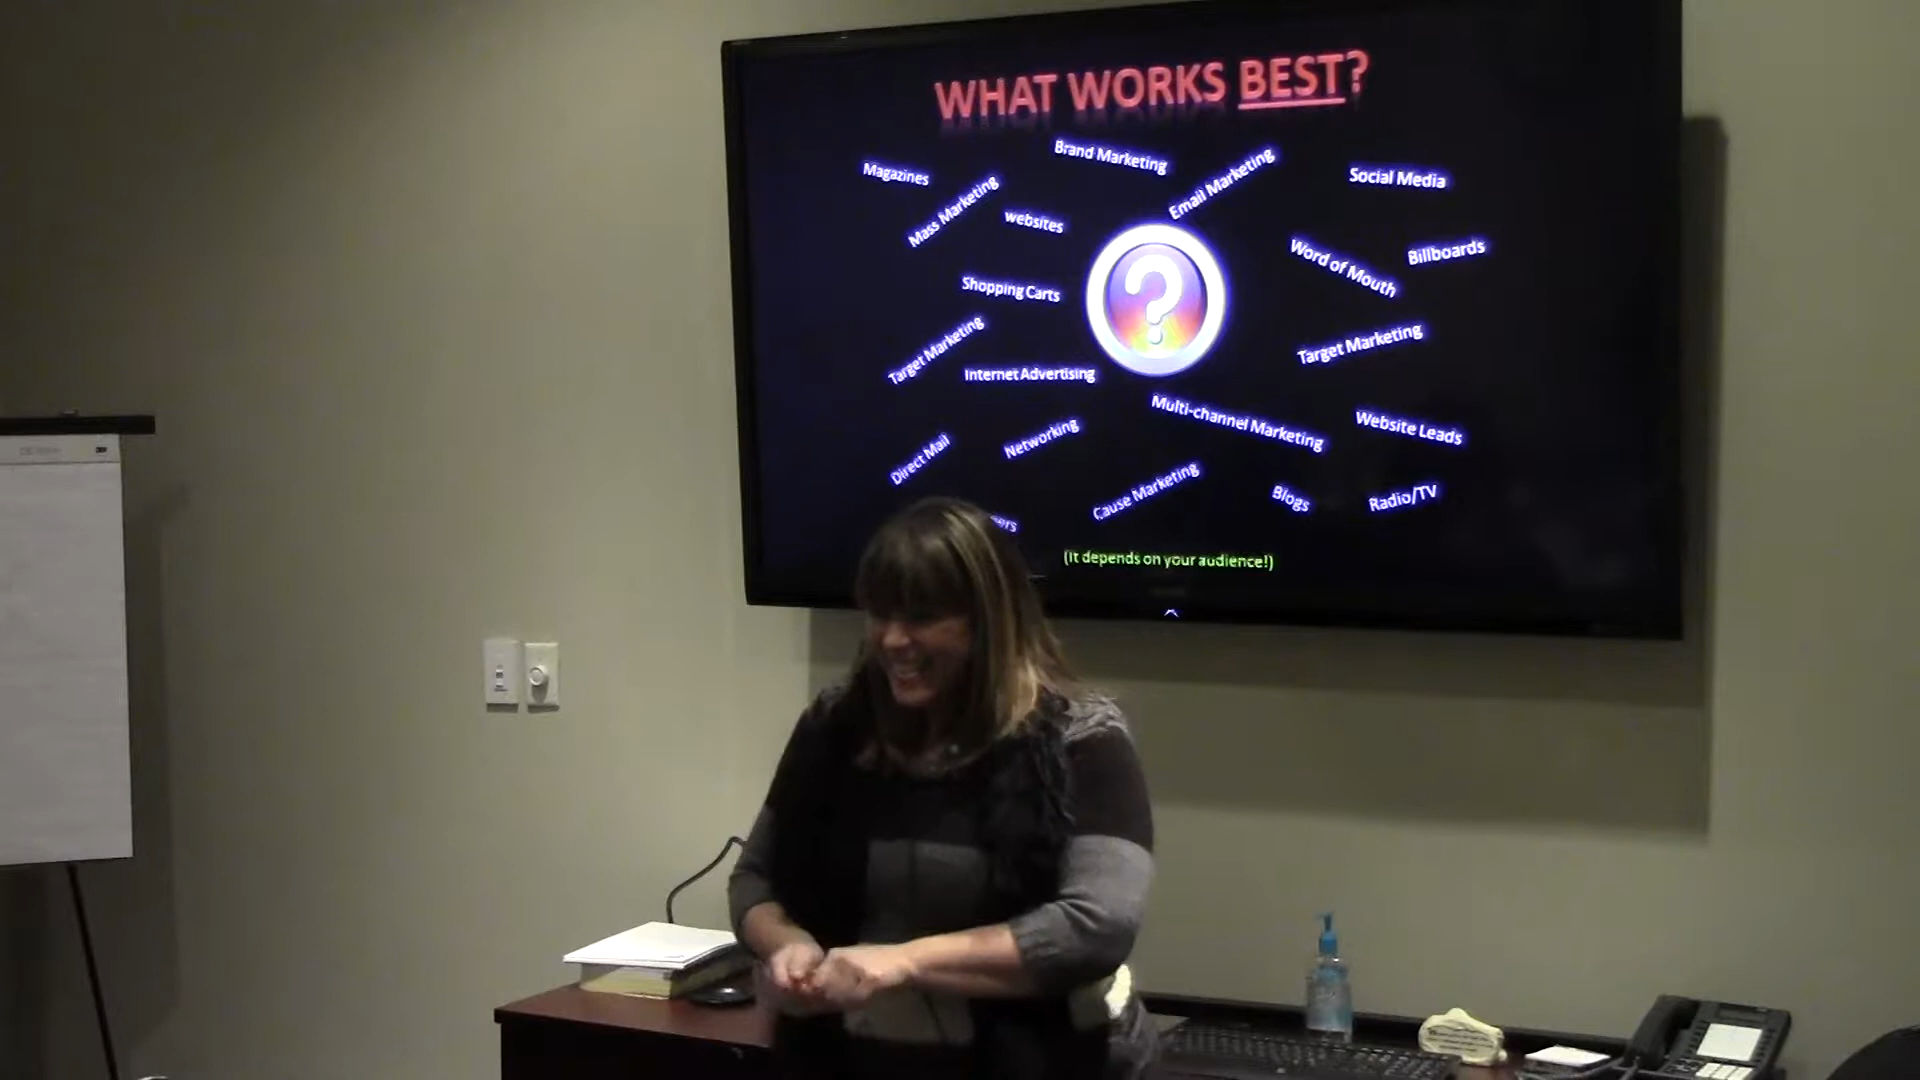 WHAT WORKS BEST?
Brand Marketing
Email Marketing
Magazines
Social Media
Mass Marketing
websites
Word of Mouth
Billboards
Shopping Carts
Target Marketing
Target Marketing
Internet Advertising
Multi-channel Marketing
Website Leads
Networking
Direct Mail
Cause Marketing
Blogs
Radio/TV
(It depends on your audience!)